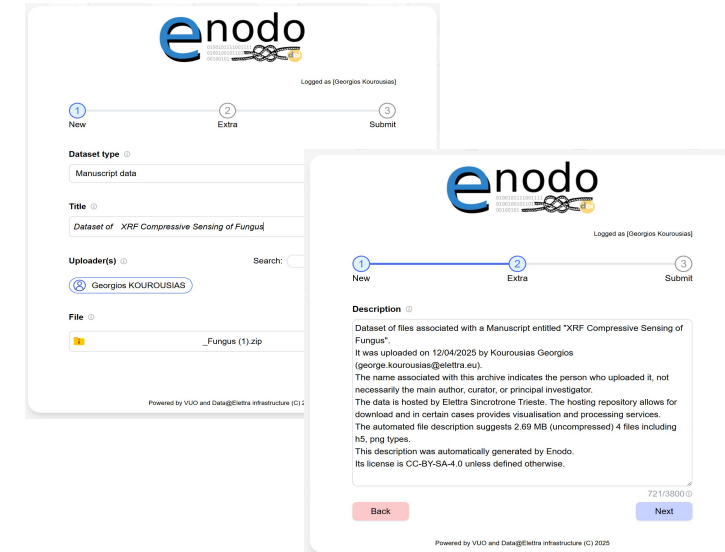 enodo
0100101111001111
0100100101101
00100101
Logged as [Georgios Kourousias]
1 2 3
New Extra Submit
Dataset type
Manuscript data
Title
Dataset of XRF Compressive Sensing of Fungus
Uploader(s) Search:
Georgios KOUROUSIAS
File
_Fungus (1).zip
Powered by VUO and Data@Elettra infrastructure (C) 2
enodo
0100101111001111
0100100101101
00100101
Logged as [Georgios Kourousias]
1 2 3
New Extra Submit
Description
Dataset of files associated with a Manuscript entitled "XRF Compressive Sensing of
Fungus".
It was uploaded on 12/04/2025 by Kourousias Georgios
(george.kourousias@elettra.eu).
The name associated with this archive indicates the person who uploaded it, not
necessarily the main author, curator, or principal investigator.
The data is hosted by Elettra Sincrotrone Trieste. The hosting repository allows for
download and in certain cases provides visualisation and processing services.
The automated file description suggests 2.69 MB (uncompressed) 4 files including
h5, png types.
This description was automatically generated by Enodo.
Its license is CC-BY-SA-4.0 unless defined otherwise.
721/3800
Back Next
Powered by VUO and Data@Elettra infrastructure (C) 2025